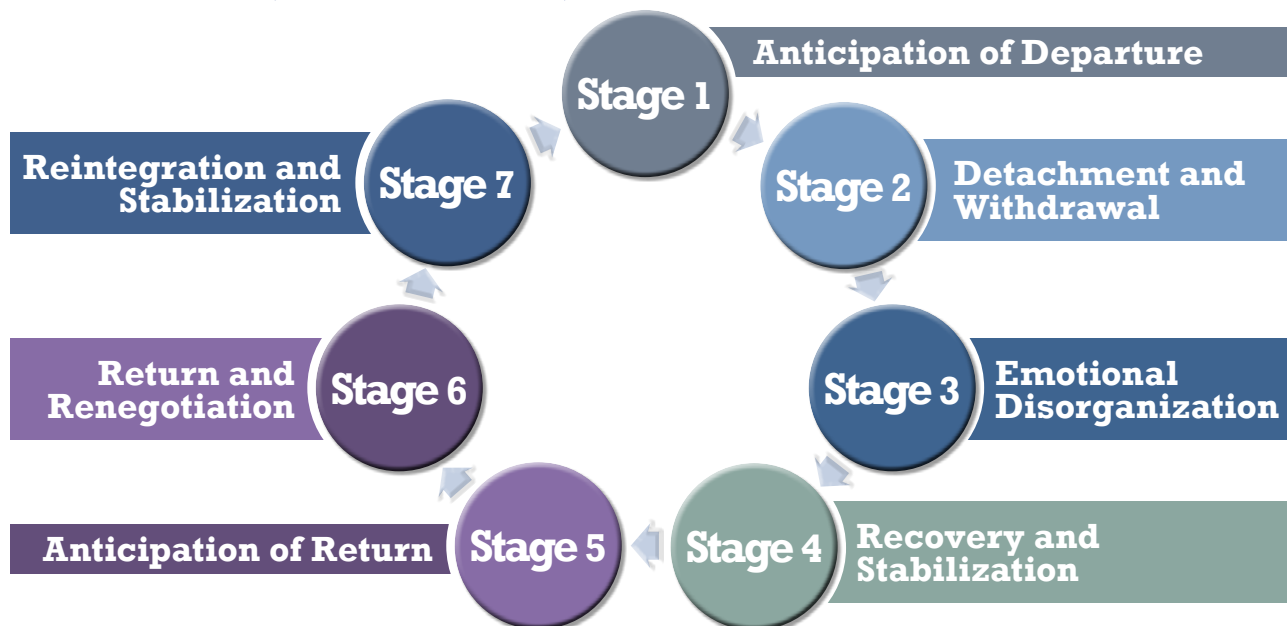 Stage 1
Anticipation of Departure
Stage 2
Detachment and
Withdrawal
Stage 3
Emotional
Disorganization
Stage 4
Recovery and
Stabilization
Stage 5
Anticipation of Return
Stage 6
Return and
Renegotiation
Stage 7
Reintegration and
Stabilization